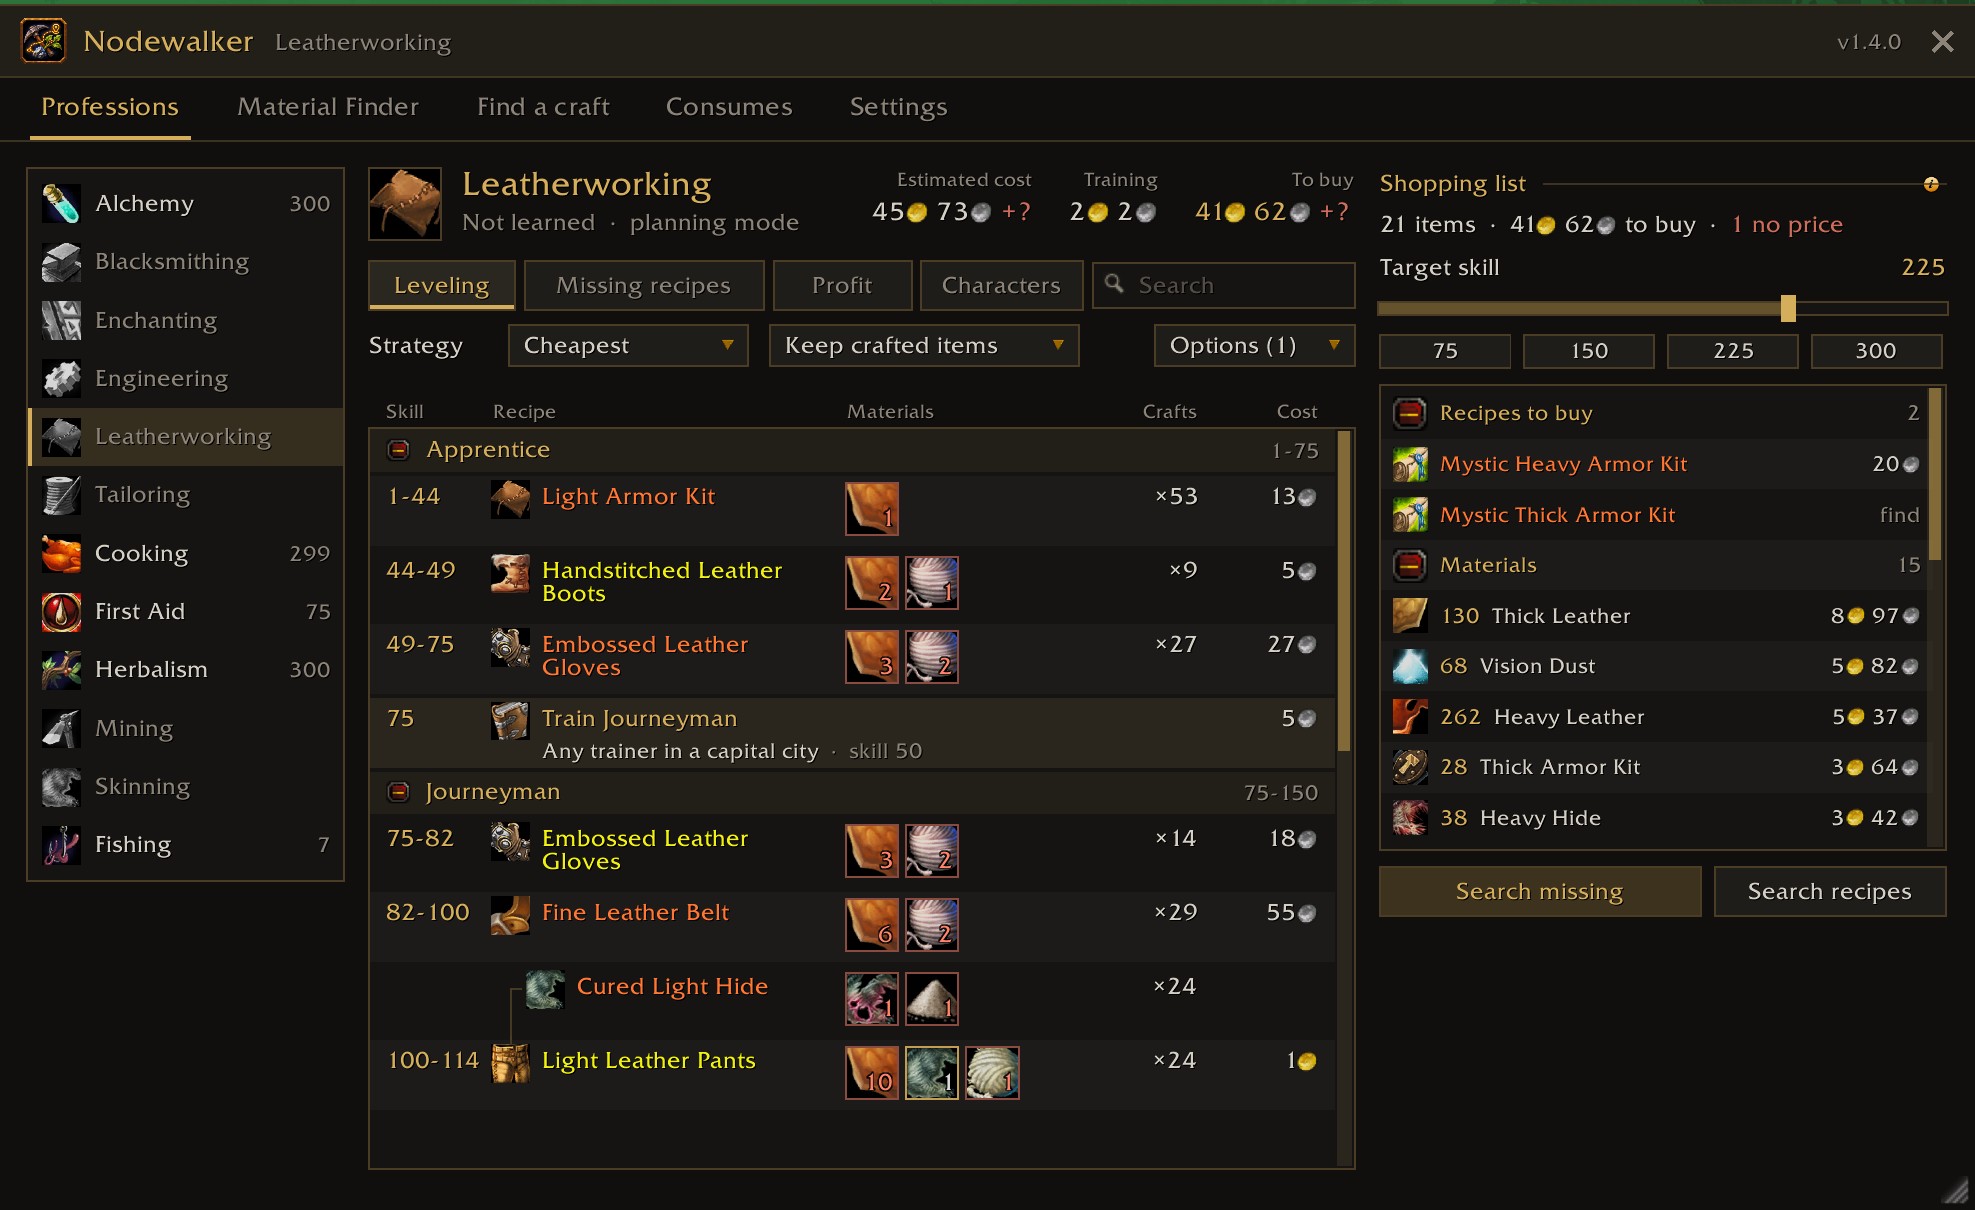 Nodewalker Leatherworking v1.4.0
Professions Material Finder Find a craft Consumes Settings
Alchemy 300
Blacksmithing
Enchanting
Engineering
Leatherworking
Tailoring
Cooking 299
First Aid 75
Herbalism 300
Mining
Skinning
Fishing 7
Leatherworking
Not learned · planning mode
Estimated cost
45 73 +?
Training
2 2
To buy
41 62 +?
Leveling Missing recipes Profit Characters Search
Strategy Cheapest Keep crafted items Options (1)
Skill Recipe Materials Crafts Cost
Apprentice 1-75
1-44 Light Armor Kit 1 ×53 13
44-49 Handstitched Leather Boots 2 1 ×9 5
49-75 Embossed Leather Gloves 3 2 ×27 27
75 Train Journeyman 5
Any trainer in a capital city · skill 50
Journeyman 75-150
75-82 Embossed Leather Gloves 3 2 ×14 18
82-100 Fine Leather Belt 6 2 ×29 55
Cured Light Hide 1 1 ×24
100-114 Light Leather Pants 10 1 1 ×24 1
Shopping list
21 items · 41 62 to buy · 1 no price
Target skill 225
75 150 225 300
Recipes to buy 2
Mystic Heavy Armor Kit 20
Mystic Thick Armor Kit find
Materials 15
130 Thick Leather 8 97
68 Vision Dust 5 82
262 Heavy Leather 5 37
28 Thick Armor Kit 3 64
38 Heavy Hide 3 42
Search missing Search recipes